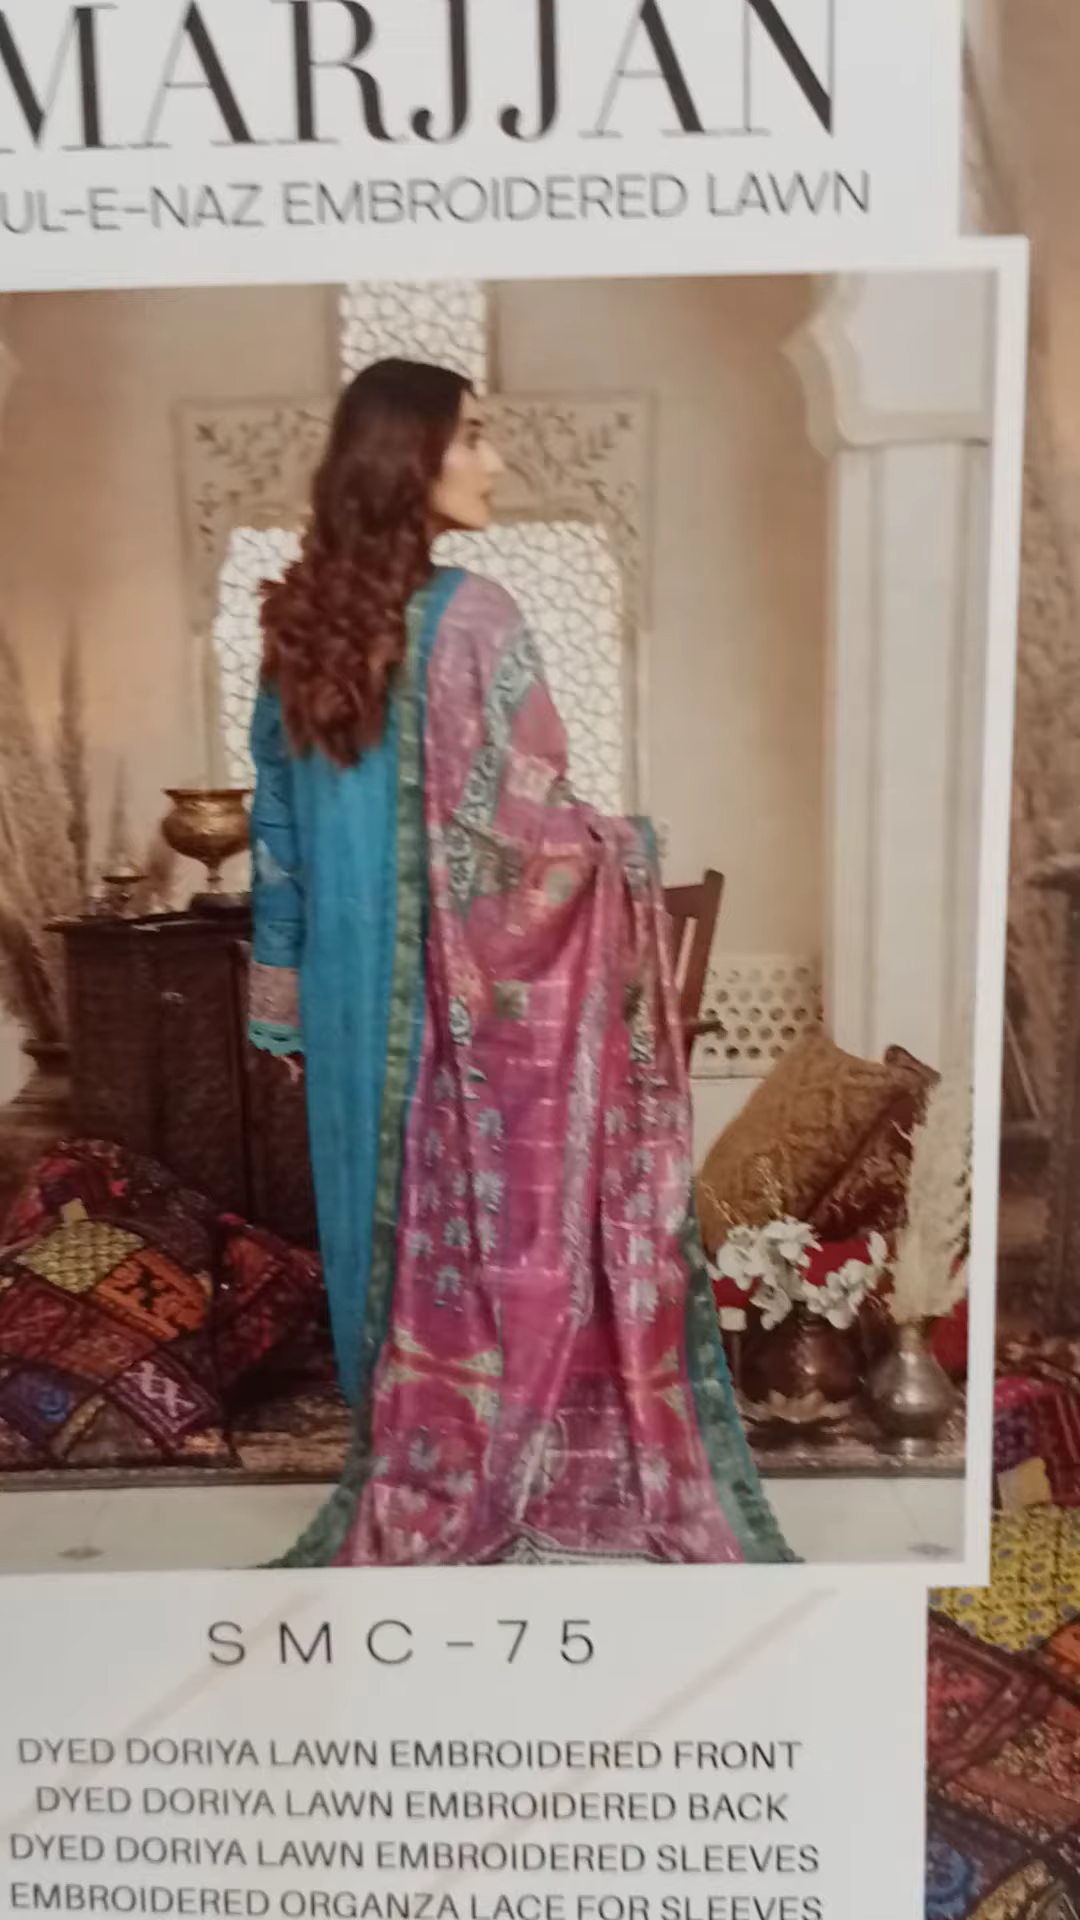 MARJJAN
UL-E-NAZ EMBROIDERED LAWN
SMC-75
DYED DORIYA LAWN EMBROIDERED FRONT
DYED DORIYA LAWN EMBROIDERED BACK
DYED DORIYA LAWN EMBROIDERED SLEEVES
EMBROIDERED ORGANZA LACE FOR SLEEVES